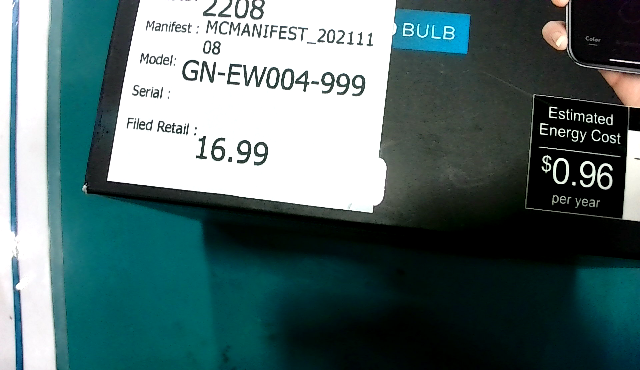 2208
Manifest : MCMANIFEST_202111
08
Model: GN-EW004-999
Serial :
Filed Retail : 16.99
BULB
Color
Estimated
Energy Cost
$0.96
per year